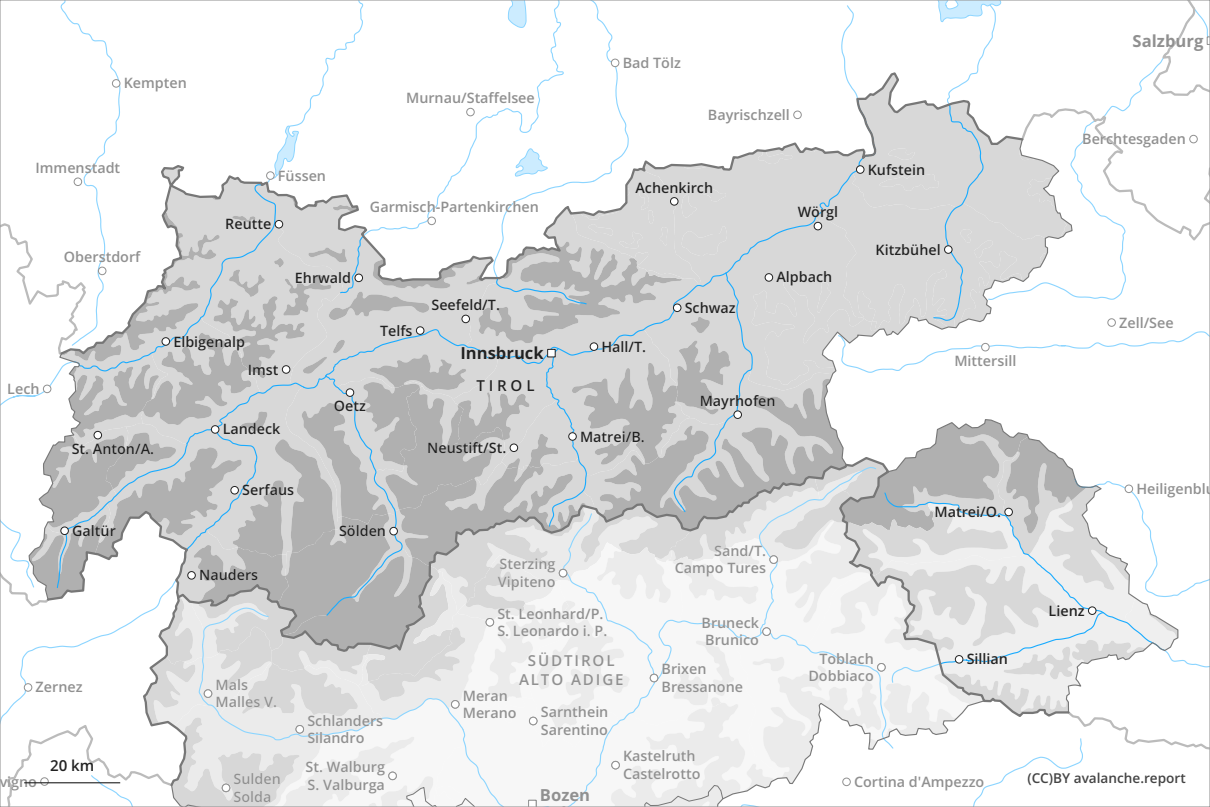 Salzburg
Bad Tölz
Kempten
Murnau/Staffelsee
Bayrischzell
Berchtesgaden
Immenstadt
Füssen
Kufstein
Achenkirch
Garmisch-Partenkirchen
Wörgl
Reutte
Kitzbühel
Oberstdorf
Ehrwald
Alpbach
Seefeld/T.
Schwaz
Zell/See
Telfs
Elbigenalp
Innsbruck
Hall/T.
Mittersill
Imst
TIROL
Lech
Oetz
Mayrhofen
Landeck
Matrei/B.
St. Anton/A.
Neustift/St.
Serfaus
Heiligenblu
Matrei/O.
Galtür
Sölden
Sand/T.
Campo Tures
Sterzing
Vipiteno
Nauders
Lienz
St. Leonhard/P.
S. Leonardo i. P.
Bruneck
Brunico
SÜDTIROL
ALTO ADIGE
Sillian
Toblach
Dobbiaco
Brixen
Bressanone
Zernez
Mals
Malles V.
Meran
Merano
Sarnthein
Sarentino
Schlanders
Silandro
Kastelruth
Castelrotto
St. Walburg
S. Valburga
20 km
vigno
Sulden
Solda
Cortina d'Ampezzo
(CC)BY avalanche.report
Bozen